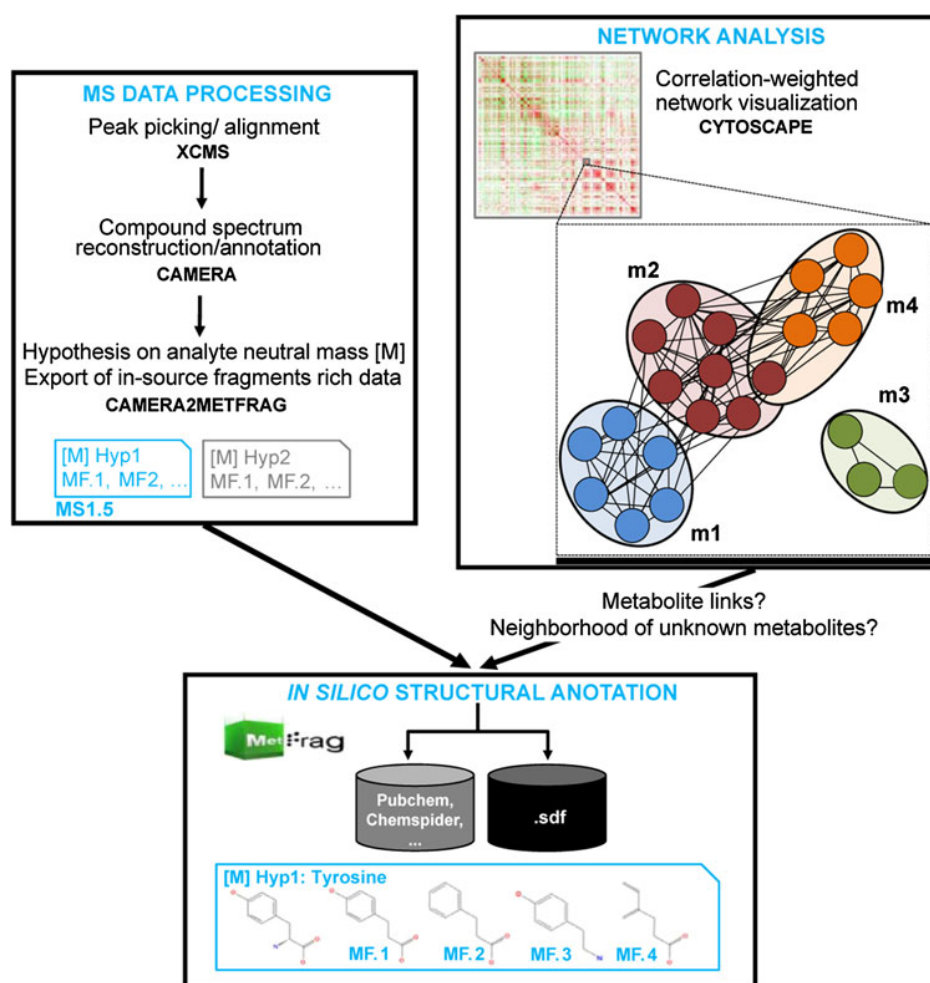 MS DATA PROCESSING
Peak picking/ alignment
XCMS
Compound spectrum
reconstruction/annotation
CAMERA
Hypothesis on analyte neutral mass [M]
Export of in-source fragments rich data
CAMERA2METFRAG
[M] Hyp1
MF.1, MF2, ...
[M] Hyp2
MF.1, MF.2, ...
MS1.5
NETWORK ANALYSIS
Correlation-weighted
network visualization
CYTOSCAPE
m2
m4
m3
m1
Metabolite links?
Neighborhood of unknown metabolites?
IN SILICO STRUCTURAL ANOTATION
MetFrag
Pubchem,
Chemspider,
...
.sdf
[M] Hyp1: Tyrosine
MF.1
MF.2
MF.3
MF.4